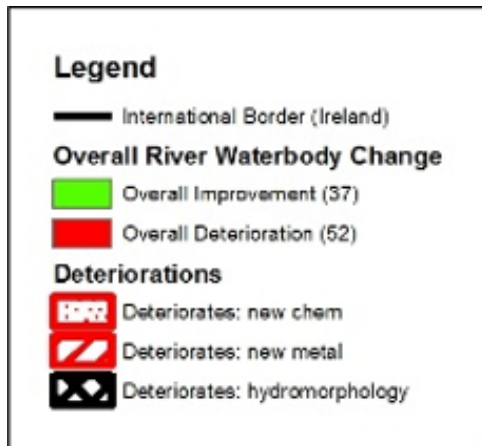 Legend
International Border (Ireland)
Overall River Waterbody Change
Overall Improvement (37)
Overall Deterioration (52)
Deteriorations
Deteriorates: new chem
Deteriorates: new metal
Deteriorates: hydromorphology